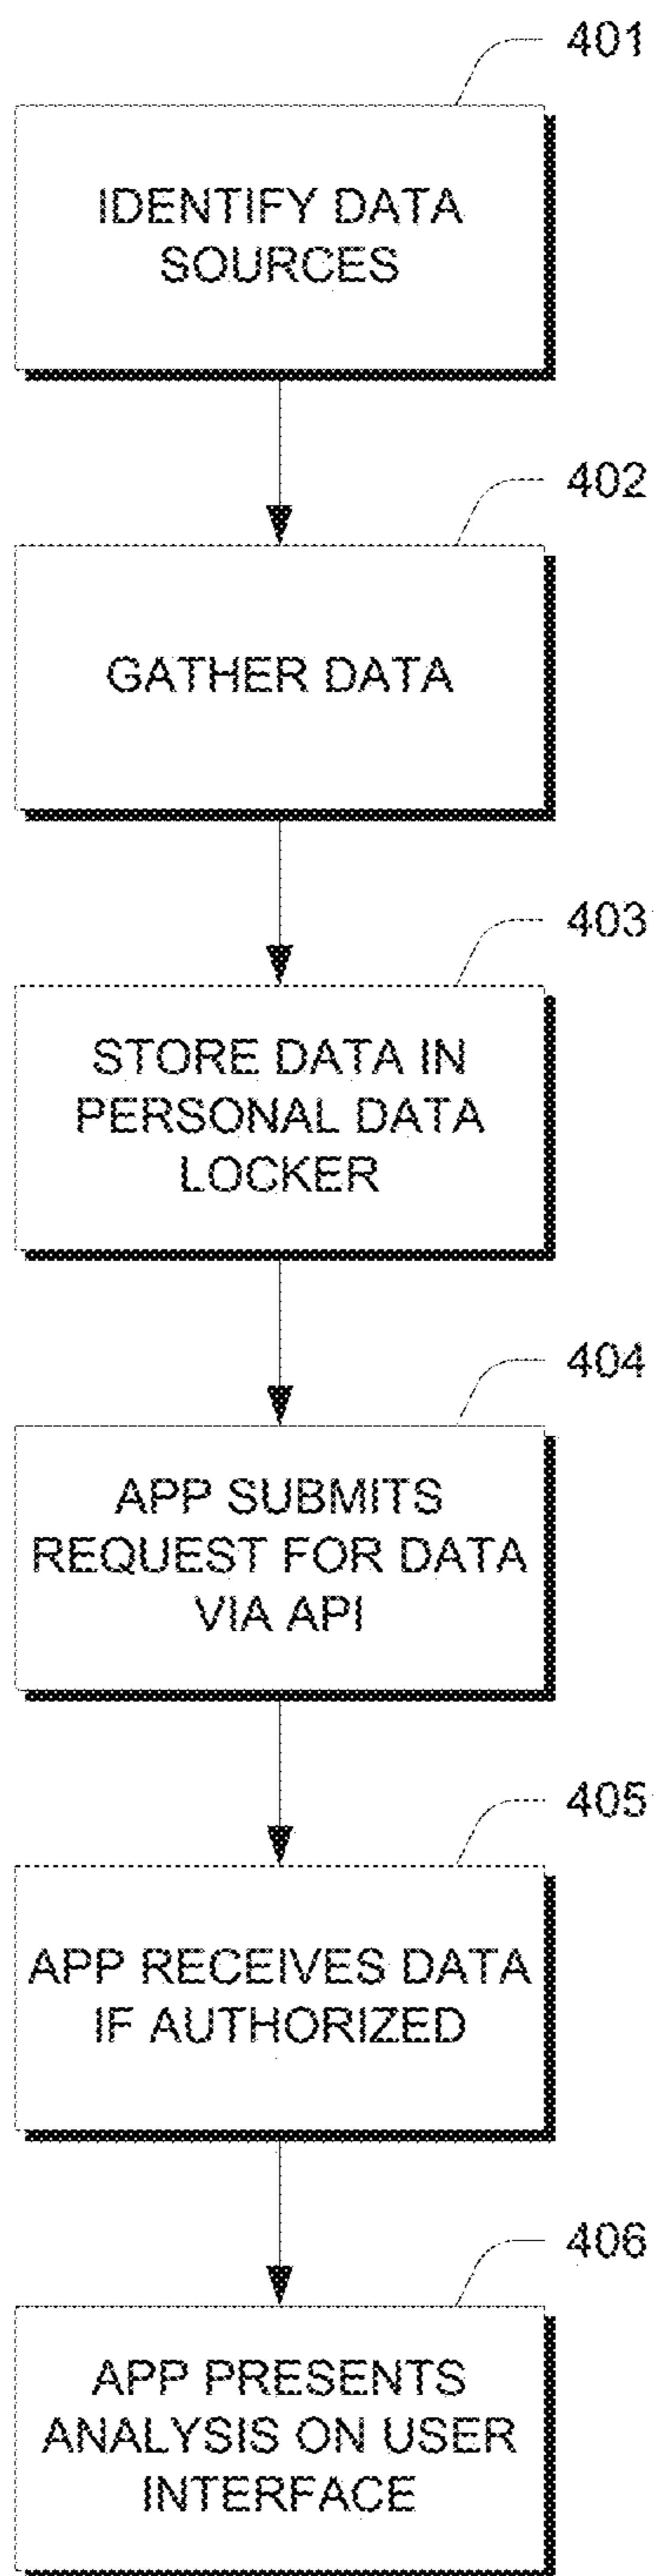 401
IDENTIFY DATA
SOURCES
402
GATHER DATA
403
STORE DATA IN
PERSONAL DATA
LOCKER
404
APP SUBMITS
REQUEST FOR DATA
VIA API
405
APP RECEIVES DATA
IF AUTHORIZED
406
APP PRESENTS
ANALYSIS ON USER
INTERFACE